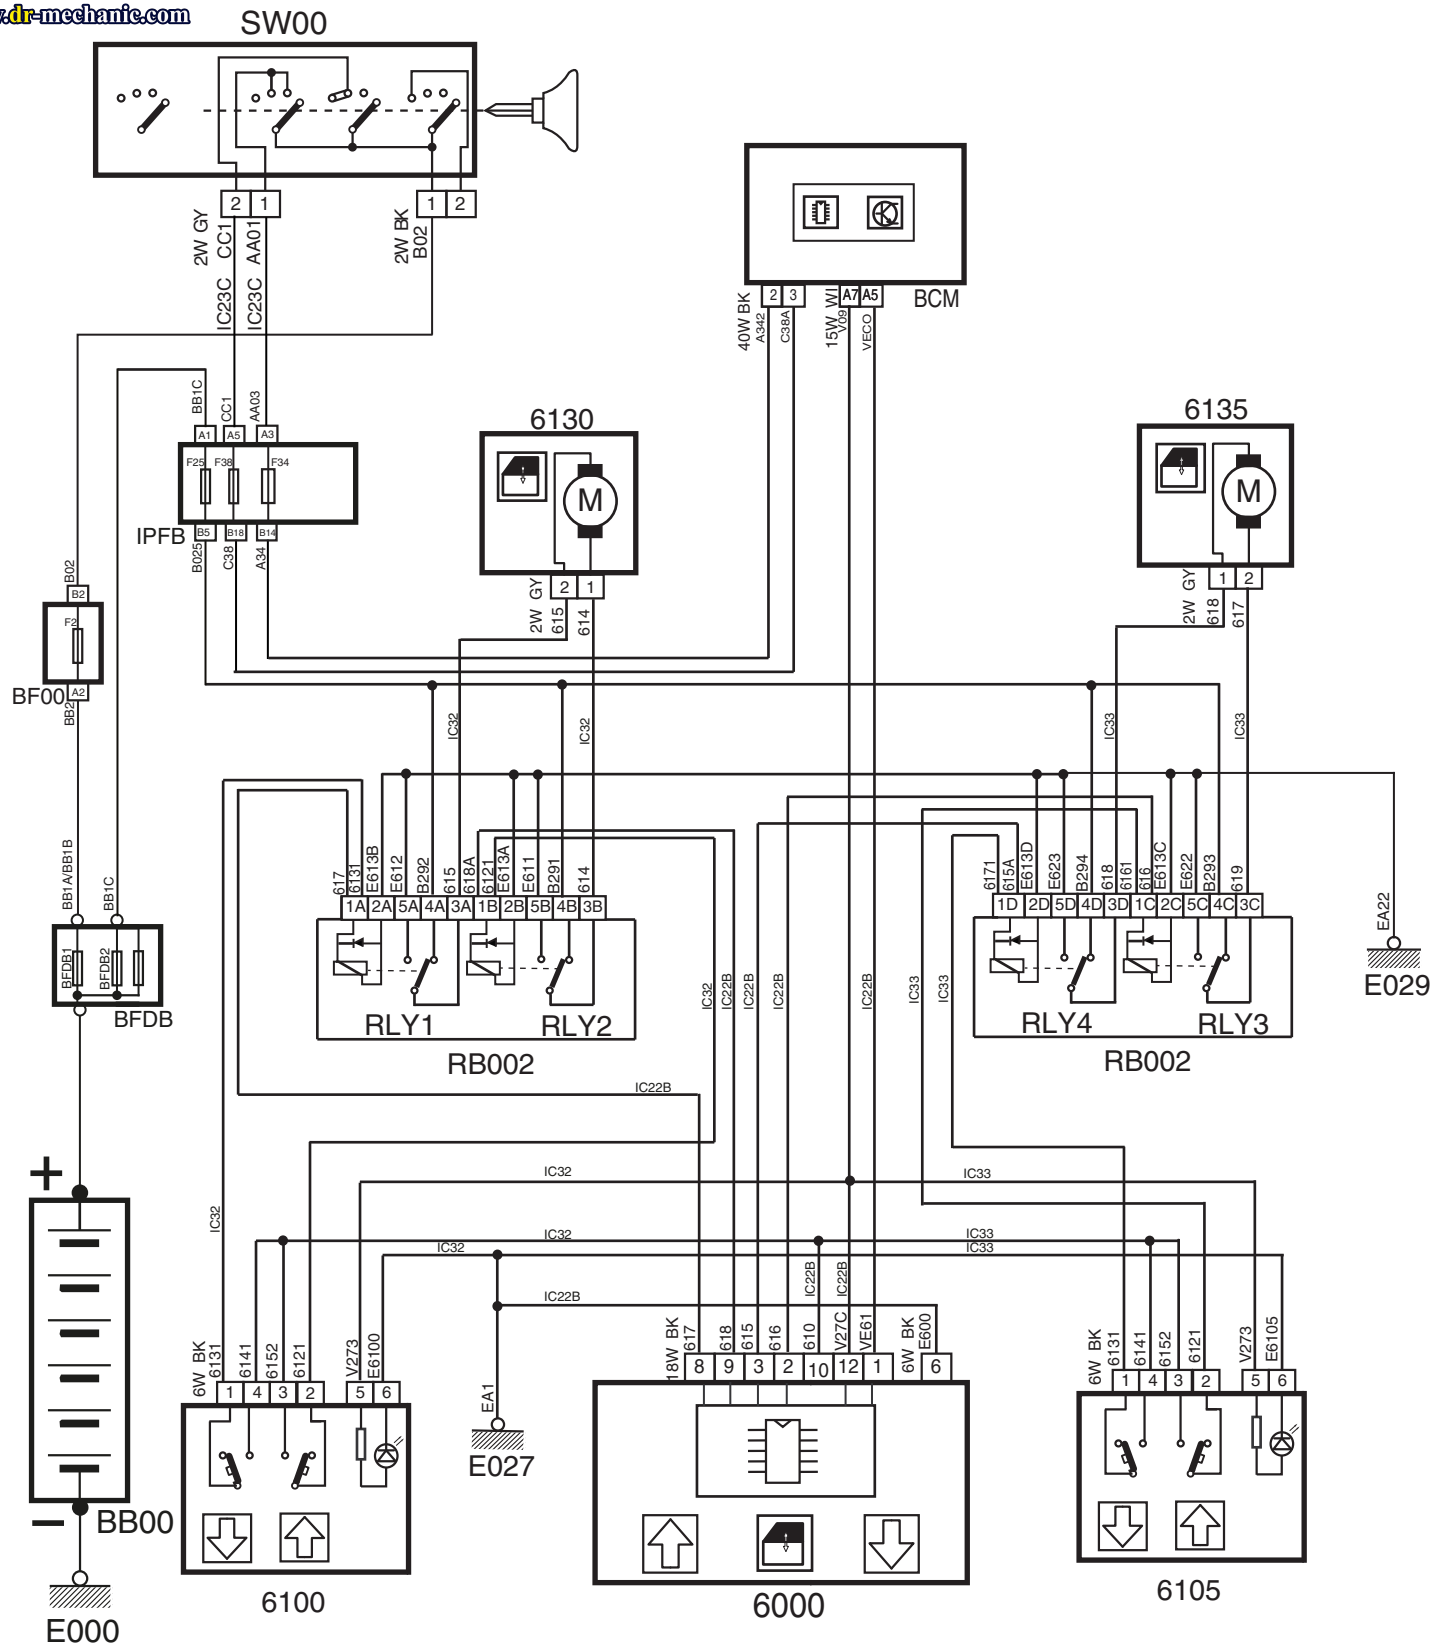 .dr-mechanic.com
SW00
2 1
1 2
2W GY
CC1
AA01
2W BK
B02
IC23C
IC23C
BCM
2 3
A7 A5
40W BK
A342
C38A
15W WI
V09
VECO
BB1C
CC1
AA03
A1 A5 A3
F25 F38 F34
IPFB
B5 B18 B14
B025
C38
A34
B02
B2
F2
BF00
A2
BB2
6130
M
2 1
2W GY
615
614
6135
M
1 2
2W GY
618
617
IC32
IC32
IC33
IC33
617
6131
E613B
E612
B292
615
618A
6121
E613A
E611
B291
614
1A 2A 5A 4A 3A 1B 2B 5B 4B 3B
RLY1
RLY2
RB002
6171
615A
E613D
E623
B294
618
6161
616
E613C
E622
B293
619
1D 2D 5D 4D 3D 1C 2C 5C 4C 3C
RLY4
RLY3
RB002
EA22
E029
BB1A/BB1B
BB1C
BFDB1
BFDB2
BFDB
IC32
IC22B
IC22B
IC22B
IC22B
IC33
IC33
IC22B
+
IC32
IC33
IC32
IC32
IC33
IC33
IC32
IC22B
IC22B
IC22B
−
BB00
E000
6W BK
6131
6141
6152
6121
V273
E6100
1 4 3 2 5 6
6100
EA1
E027
18W BK
617
618
615
616
610
V27C
VE61
6W BK
E600
8 9 3 2 10 12 1 6
6000
6W BK
6131
6141
6152
6121
V273
E6105
1 4 3 2 5 6
6105